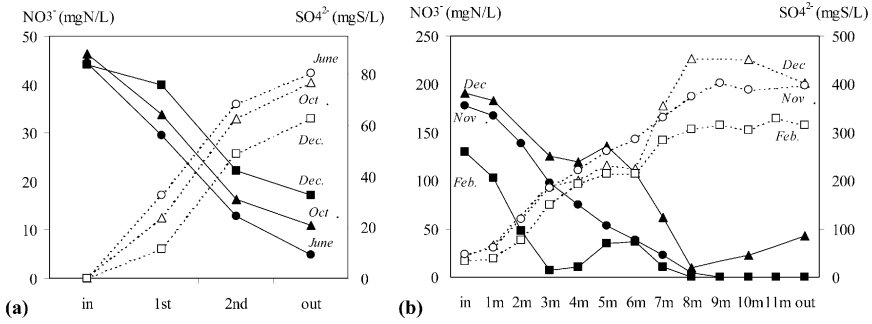 NO3⁻ (mgN/L) SO4²⁻ (mgS/L)
50
40
30
20
10
0
80
60
40
20
0
June
Oct .
Dec.
Dec.
Oct .
June
in 1st 2nd out
(a)
NO3⁻ (mgN/L) SO4²⁻ (mgS/L)
250
200
150
100
50
0
500
400
300
200
100
0
Dec
Nov .
Feb.
Dec
Nov .
Feb.
in 1m 2m 3m 4m 5m 6m 7m 8m 9m 10m 11m out
(b)